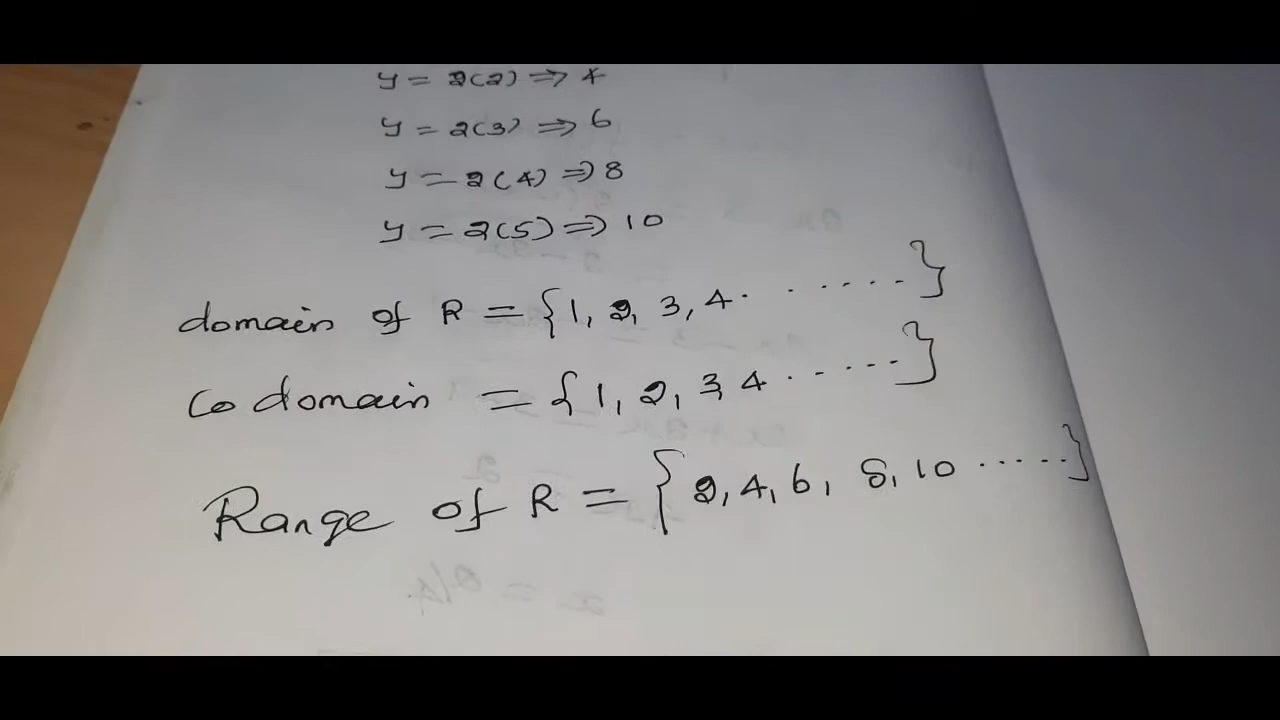 y = 2(2) ⇒ 4
y = 2(3) ⇒ 6
y = 2(4) ⇒ 8
y = 2(5) ⇒ 10
domain of R = {1, 2, 3, 4. ......}
Co domain = {1, 2, 3, 4 ......}
Range of R = {2, 4, 6, 8, 10 .....}